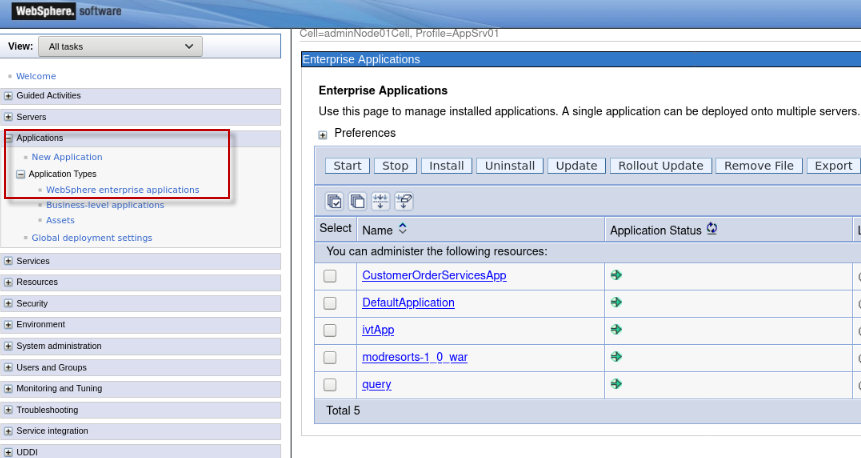 WebSphere. software
View: All tasks
Welcome
Guided Activities
Servers
Applications
New Application
Application Types
WebSphere enterprise applications
Business-level applications
Assets
Global deployment settings
Services
Resources
Security
Environment
System administration
Users and Groups
Monitoring and Tuning
Troubleshooting
Service integration
UDDI
Cell=adminNode01Cell, Profile=AppSrv01
Enterprise Applications
Enterprise Applications
Use this page to manage installed applications. A single application can be deployed onto multiple servers.
Preferences
Start Stop Install Uninstall Update Rollout Update Remove File Export
Select Name Application Status
You can administer the following resources:
CustomerOrderServicesApp
DefaultApplication
ivtApp
modresorts-1_0_war
query
Total 5